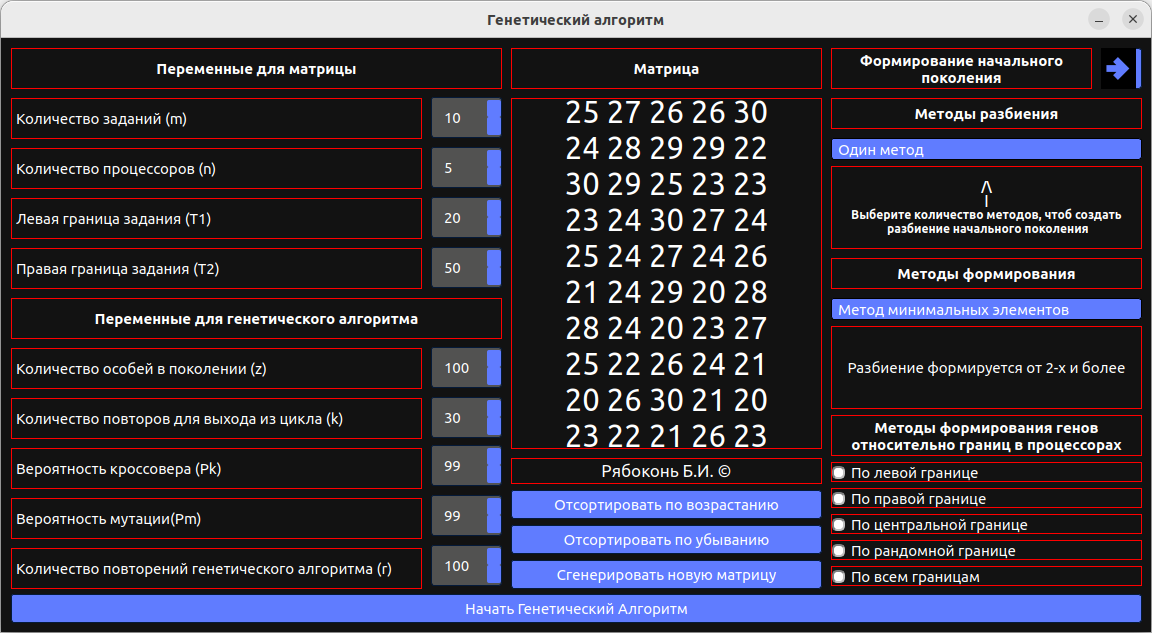 Генетический алгоритм
Переменные для матрицы
Количество заданий (m)
10
Количество процессоров (n)
5
Левая граница задания (T1)
20
Правая граница задания (T2)
50
Переменные для генетического алгоритма
Количество особей в поколении (z)
100
Количество повторов для выхода из цикла (k)
30
Вероятность кроссовера (Pk)
99
Вероятность мутации(Pm)
99
Количество повторений генетического алгоритма (r)
100
Матрица
25 27 26 26 30
24 28 29 29 22
30 29 25 23 23
23 24 30 27 24
25 24 27 24 26
21 24 29 20 28
28 24 20 23 27
25 22 26 24 21
20 26 30 21 20
23 22 21 26 23
Рябоконь Б.И. ©
Отсортировать по возрастанию
Отсортировать по убыванию
Сгенерировать новую матрицу
Формирование начального
поколения
Методы разбиения
Один метод
/\
|
Выберите количество методов, чтоб создать
разбиение начального поколения
Методы формирования
Метод минимальных элементов
Разбиение формируется от 2-х и более
Методы формирования генов
относительно границ в процессорах
По левой границе
По правой границе
По центральной границе
По рандомной границе
По всем границам
Начать Генетический Алгоритм